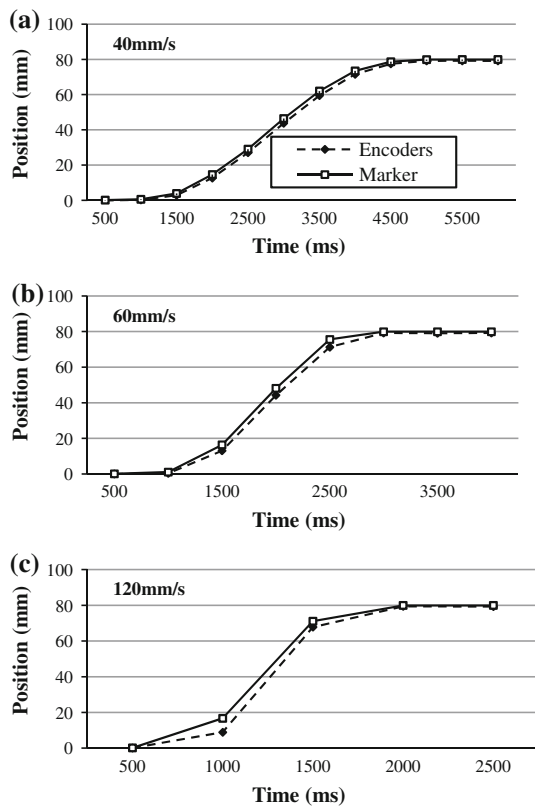 (a)
40mm/s
Position (mm)
100
80
60
40
20
0
Encoders
Marker
500 1500 2500 3500 4500 5500
Time (ms)
(b)
60mm/s
Position (mm)
100
80
60
40
20
0
500 1500 2500 3500
Time (ms)
(c)
120mm/s
Position (mm)
100
80
60
40
20
0
500 1000 1500 2000 2500
Time (ms)